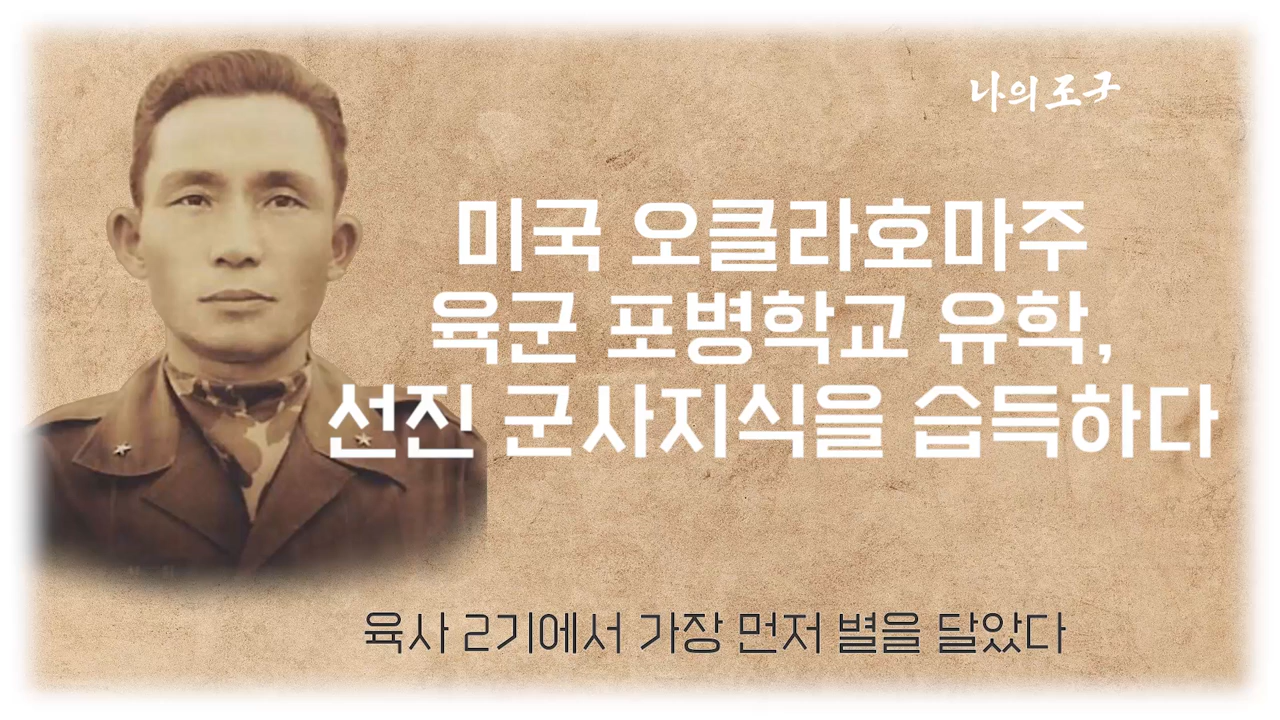 나의 포구
미국 오클라호마주
육군 포병학교 유학,
선진 군사지식을 습득하다
육사 2기에서 가장 먼저 별을 달았다